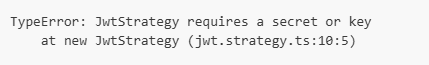 TypeError: JwtStrategy requires a secret or key
    at new JwtStrategy (jwt.strategy.ts:10:5)